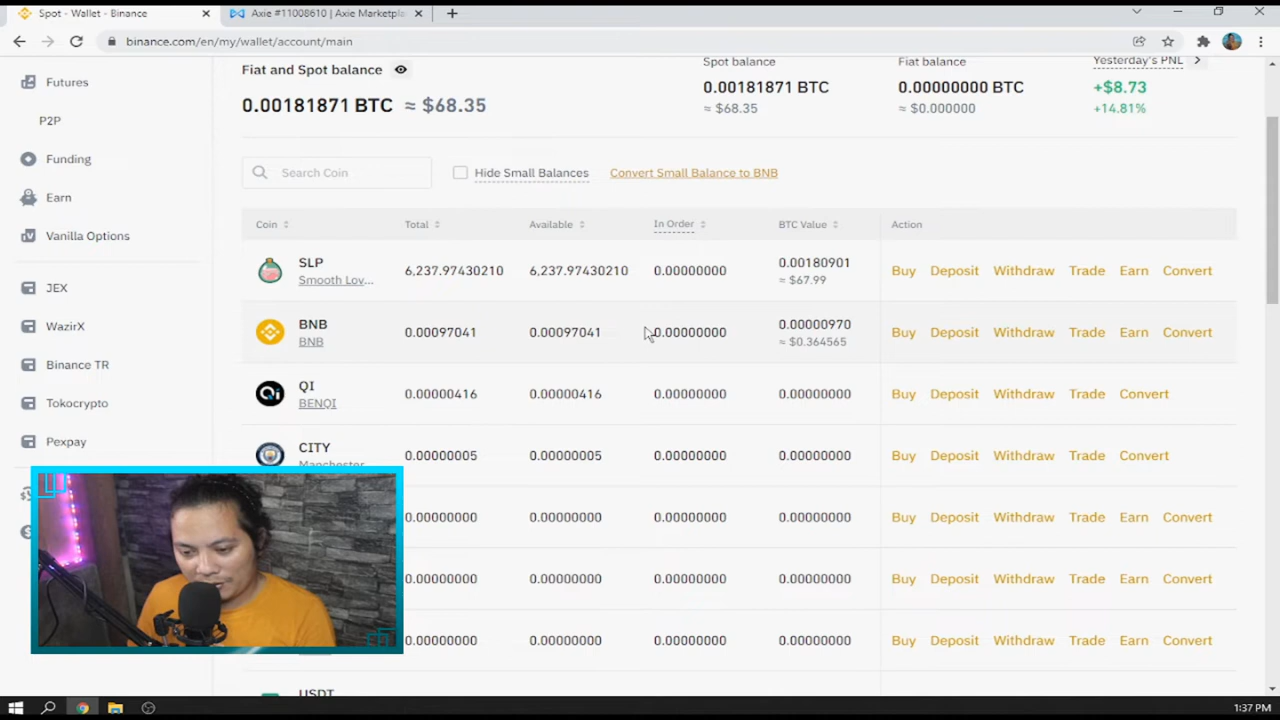 Spot - Wallet - Binance
Axie #11008610 | Axie Marketpla
binance.com/en/my/wallet/account/main
Futures
P2P
Funding
Earn
Vanilla Options
JEX
WazirX
Binance TR
Tokocrypto
Pexpay
Fiat and Spot balance
0.00181871 BTC ≈ $68.35
Spot balance
0.00181871 BTC
≈ $68.35
Fiat balance
0.00000000 BTC
≈ $0.000000
Yesterday's PNL
+$8.73
+14.81%
Search Coin
Hide Small Balances
Convert Small Balance to BNB
Coin Total Available In Order BTC Value Action
SLP
Smooth Lov...
6,237.97430210 6,237.97430210 0.00000000 0.00180901
≈ $67.99
Buy Deposit Withdraw Trade Earn Convert
BNB
BNB
0.00097041 0.00097041 0.00000000 0.00000970
≈ $0.364565
Buy Deposit Withdraw Trade Earn Convert
QI
BENQI
0.00000416 0.00000416 0.00000000 0.00000000
Buy Deposit Withdraw Trade Convert
CITY
Manchester
0.00000005 0.00000005 0.00000000 0.00000000
Buy Deposit Withdraw Trade Convert
0.00000000 0.00000000 0.00000000 0.00000000
Buy Deposit Withdraw Trade Earn Convert
0.00000000 0.00000000 0.00000000 0.00000000
Buy Deposit Withdraw Trade Earn Convert
0.00000000 0.00000000 0.00000000 0.00000000
Buy Deposit Withdraw Trade Earn Convert
USDT
1:37 PM